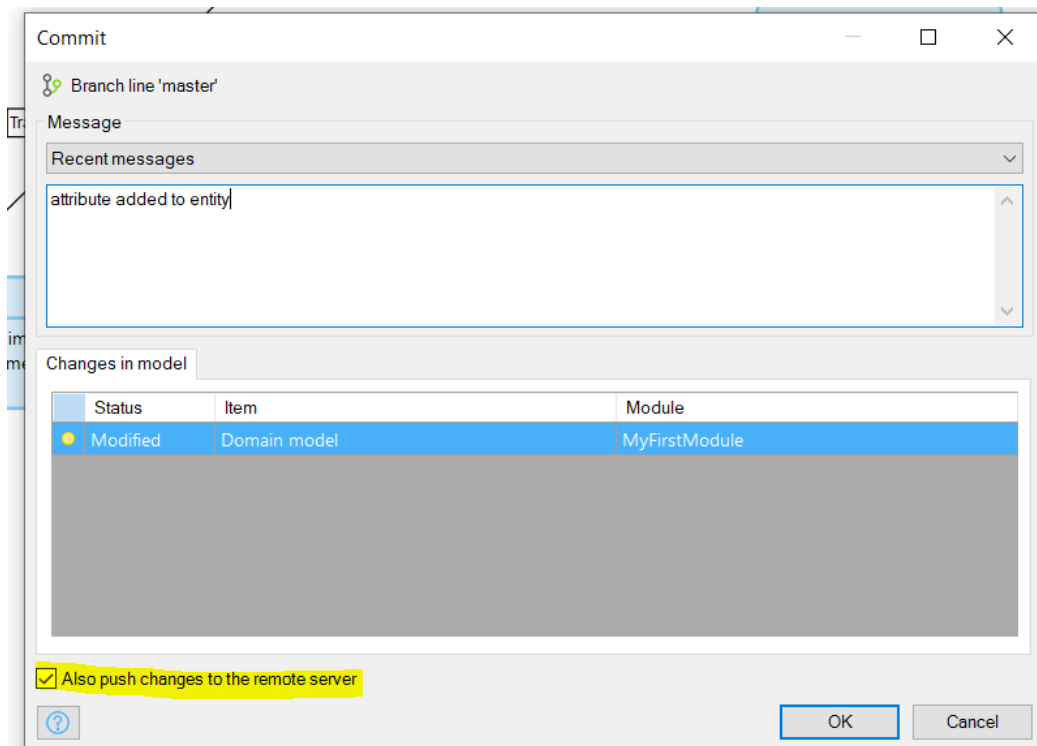 Commit
Branch line 'master'
Message
Recent messages
attribute added to entity
Changes in model
Status Item Module
Modified Domain model MyFirstModule
Also push changes to the remote server
OK Cancel